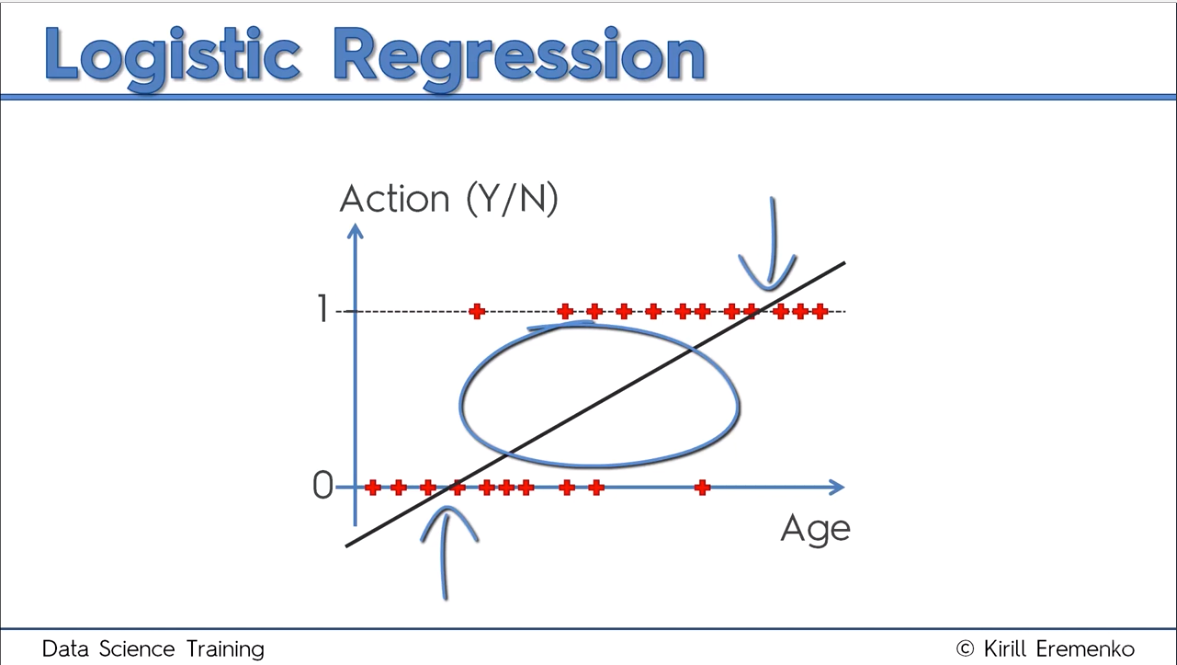 Logistic Regression
Action (Y/N)
1
0
Age
Data Science Training
© Kirill Eremenko